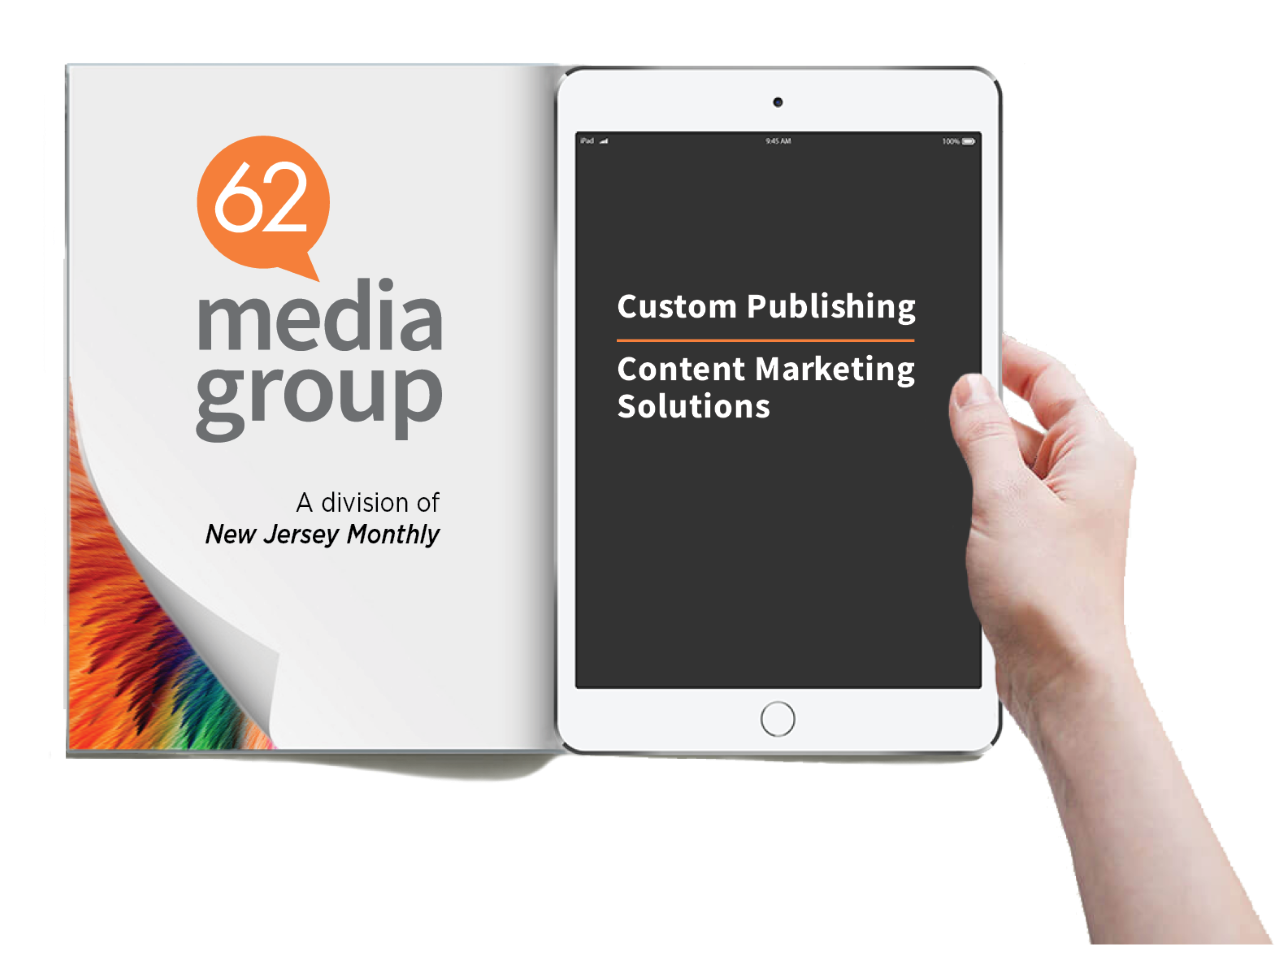 62
media
group
A division of
New Jersey Monthly
iPad
9:45 AM
100%
Custom Publishing
Content Marketing
Solutions